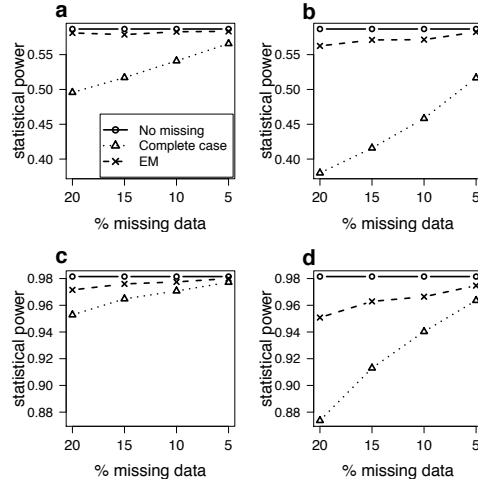 a
statistical power
0.55
0.50
0.45
0.40
No missing
Complete case
EM
20 15 10 5
% missing data
b
statistical power
0.55
0.50
0.45
0.40
20 15 10 5
% missing data
c
statistical power
0.98
0.96
0.94
0.92
0.90
0.88
20 15 10 5
% missing data
d
statistical power
0.98
0.96
0.94
0.92
0.90
0.88
20 15 10 5
% missing data